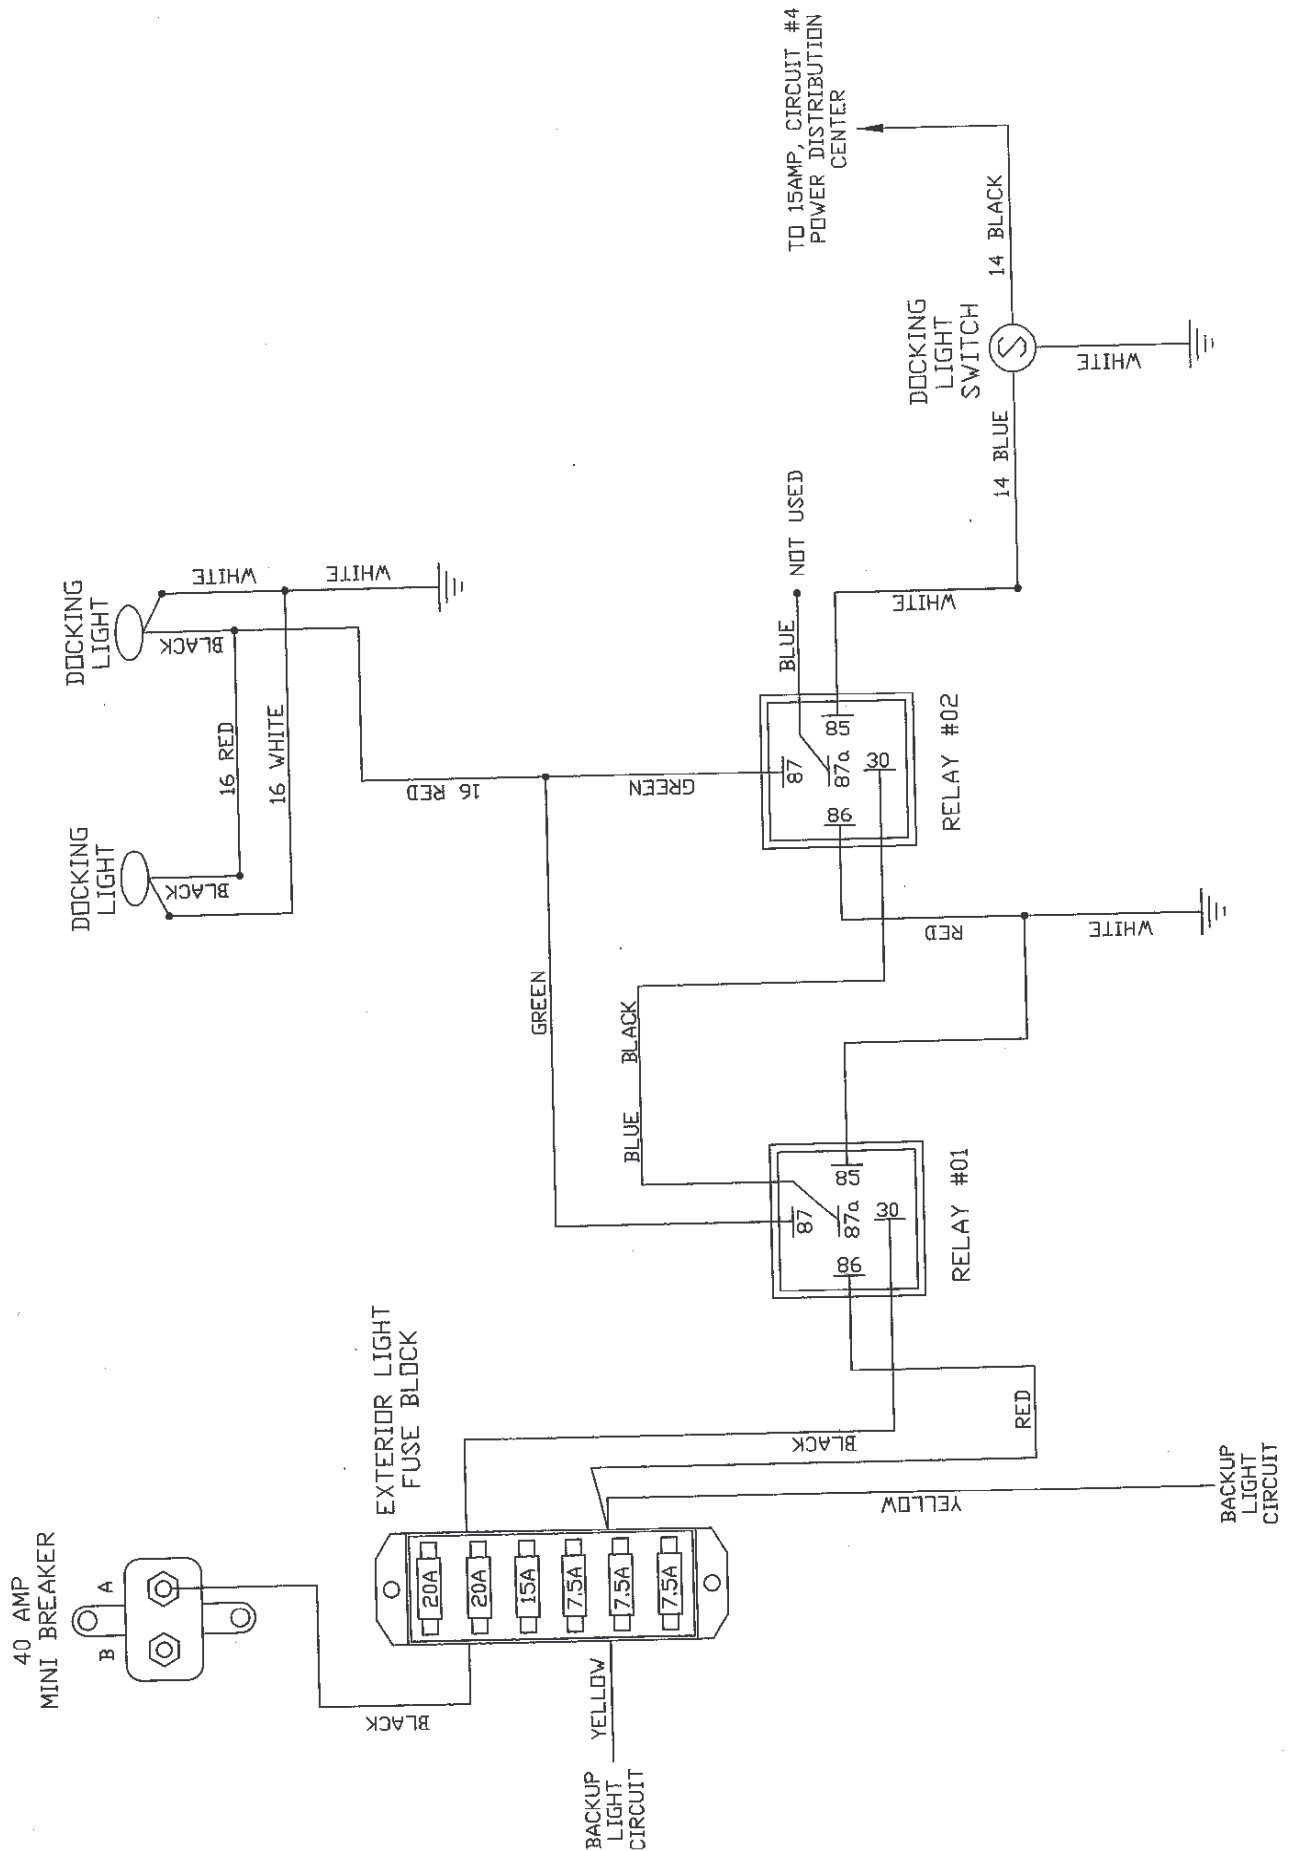 40 AMP
MINI BREAKER
B
A
BLACK
EXTERIOR LIGHT
FUSE BLOCK
20A
20A
15A
7.5A
7.5A
7.5A
YELLOW
BACKUP
LIGHT
CIRCUIT
BLACK
RED
YELLOW
BACKUP
LIGHT
CIRCUIT
86
87
87a
30
85
RELAY #01
GREEN
BLUE
BLACK
RED
WHITE
86
87
87a
30
85
RELAY #02
GREEN
16 RED
BLUE
NOT USED
WHITE
DOCKING
LIGHT
BLACK
16 RED
16 WHITE
DOCKING
LIGHT
BLACK
WHITE
WHITE
14 BLUE
DOCKING
LIGHT
SWITCH
S
WHITE
14 BLACK
TO 15AMP, CIRCUIT #4
POWER DISTRIBUTION
CENTER